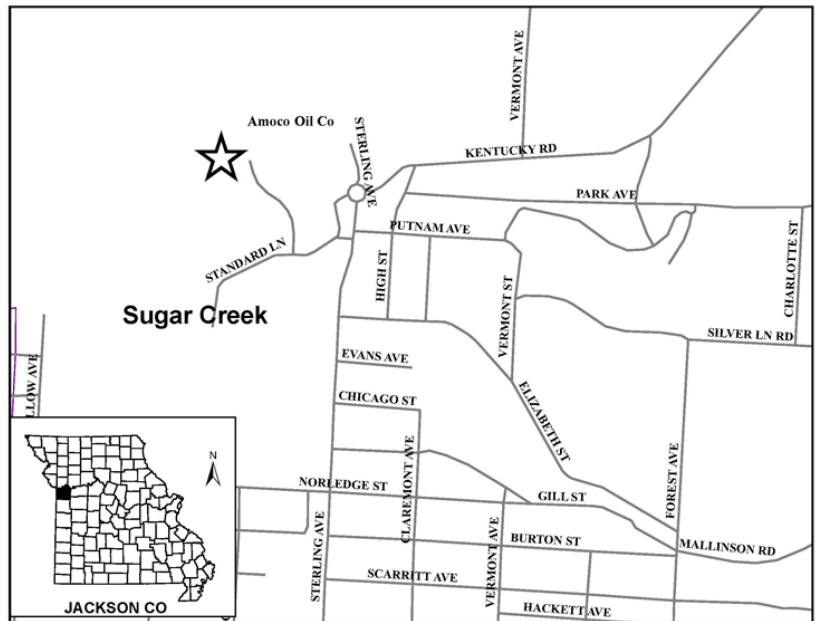 VERMONT AVE
Amoco Oil Co
STERLING AVE
KENTUCKY RD
PARK AVE
PUTNAM AVE
CHARLOTTE ST
STANDARD LN
HIGH ST
VERMONT ST
Sugar Creek
SILVER LN RD
EVANS AVE
LLOW AVE
CHICAGO ST
ELIZABETH ST
CLAREMONT AVE
FOREST AVE
N
NORLEDGE ST
GILL ST
STERLING AVE
VERMONT AVE
BURTON ST
MALLINSON RD
SCARRITT AVE
HACKETT AVE
JACKSON CO